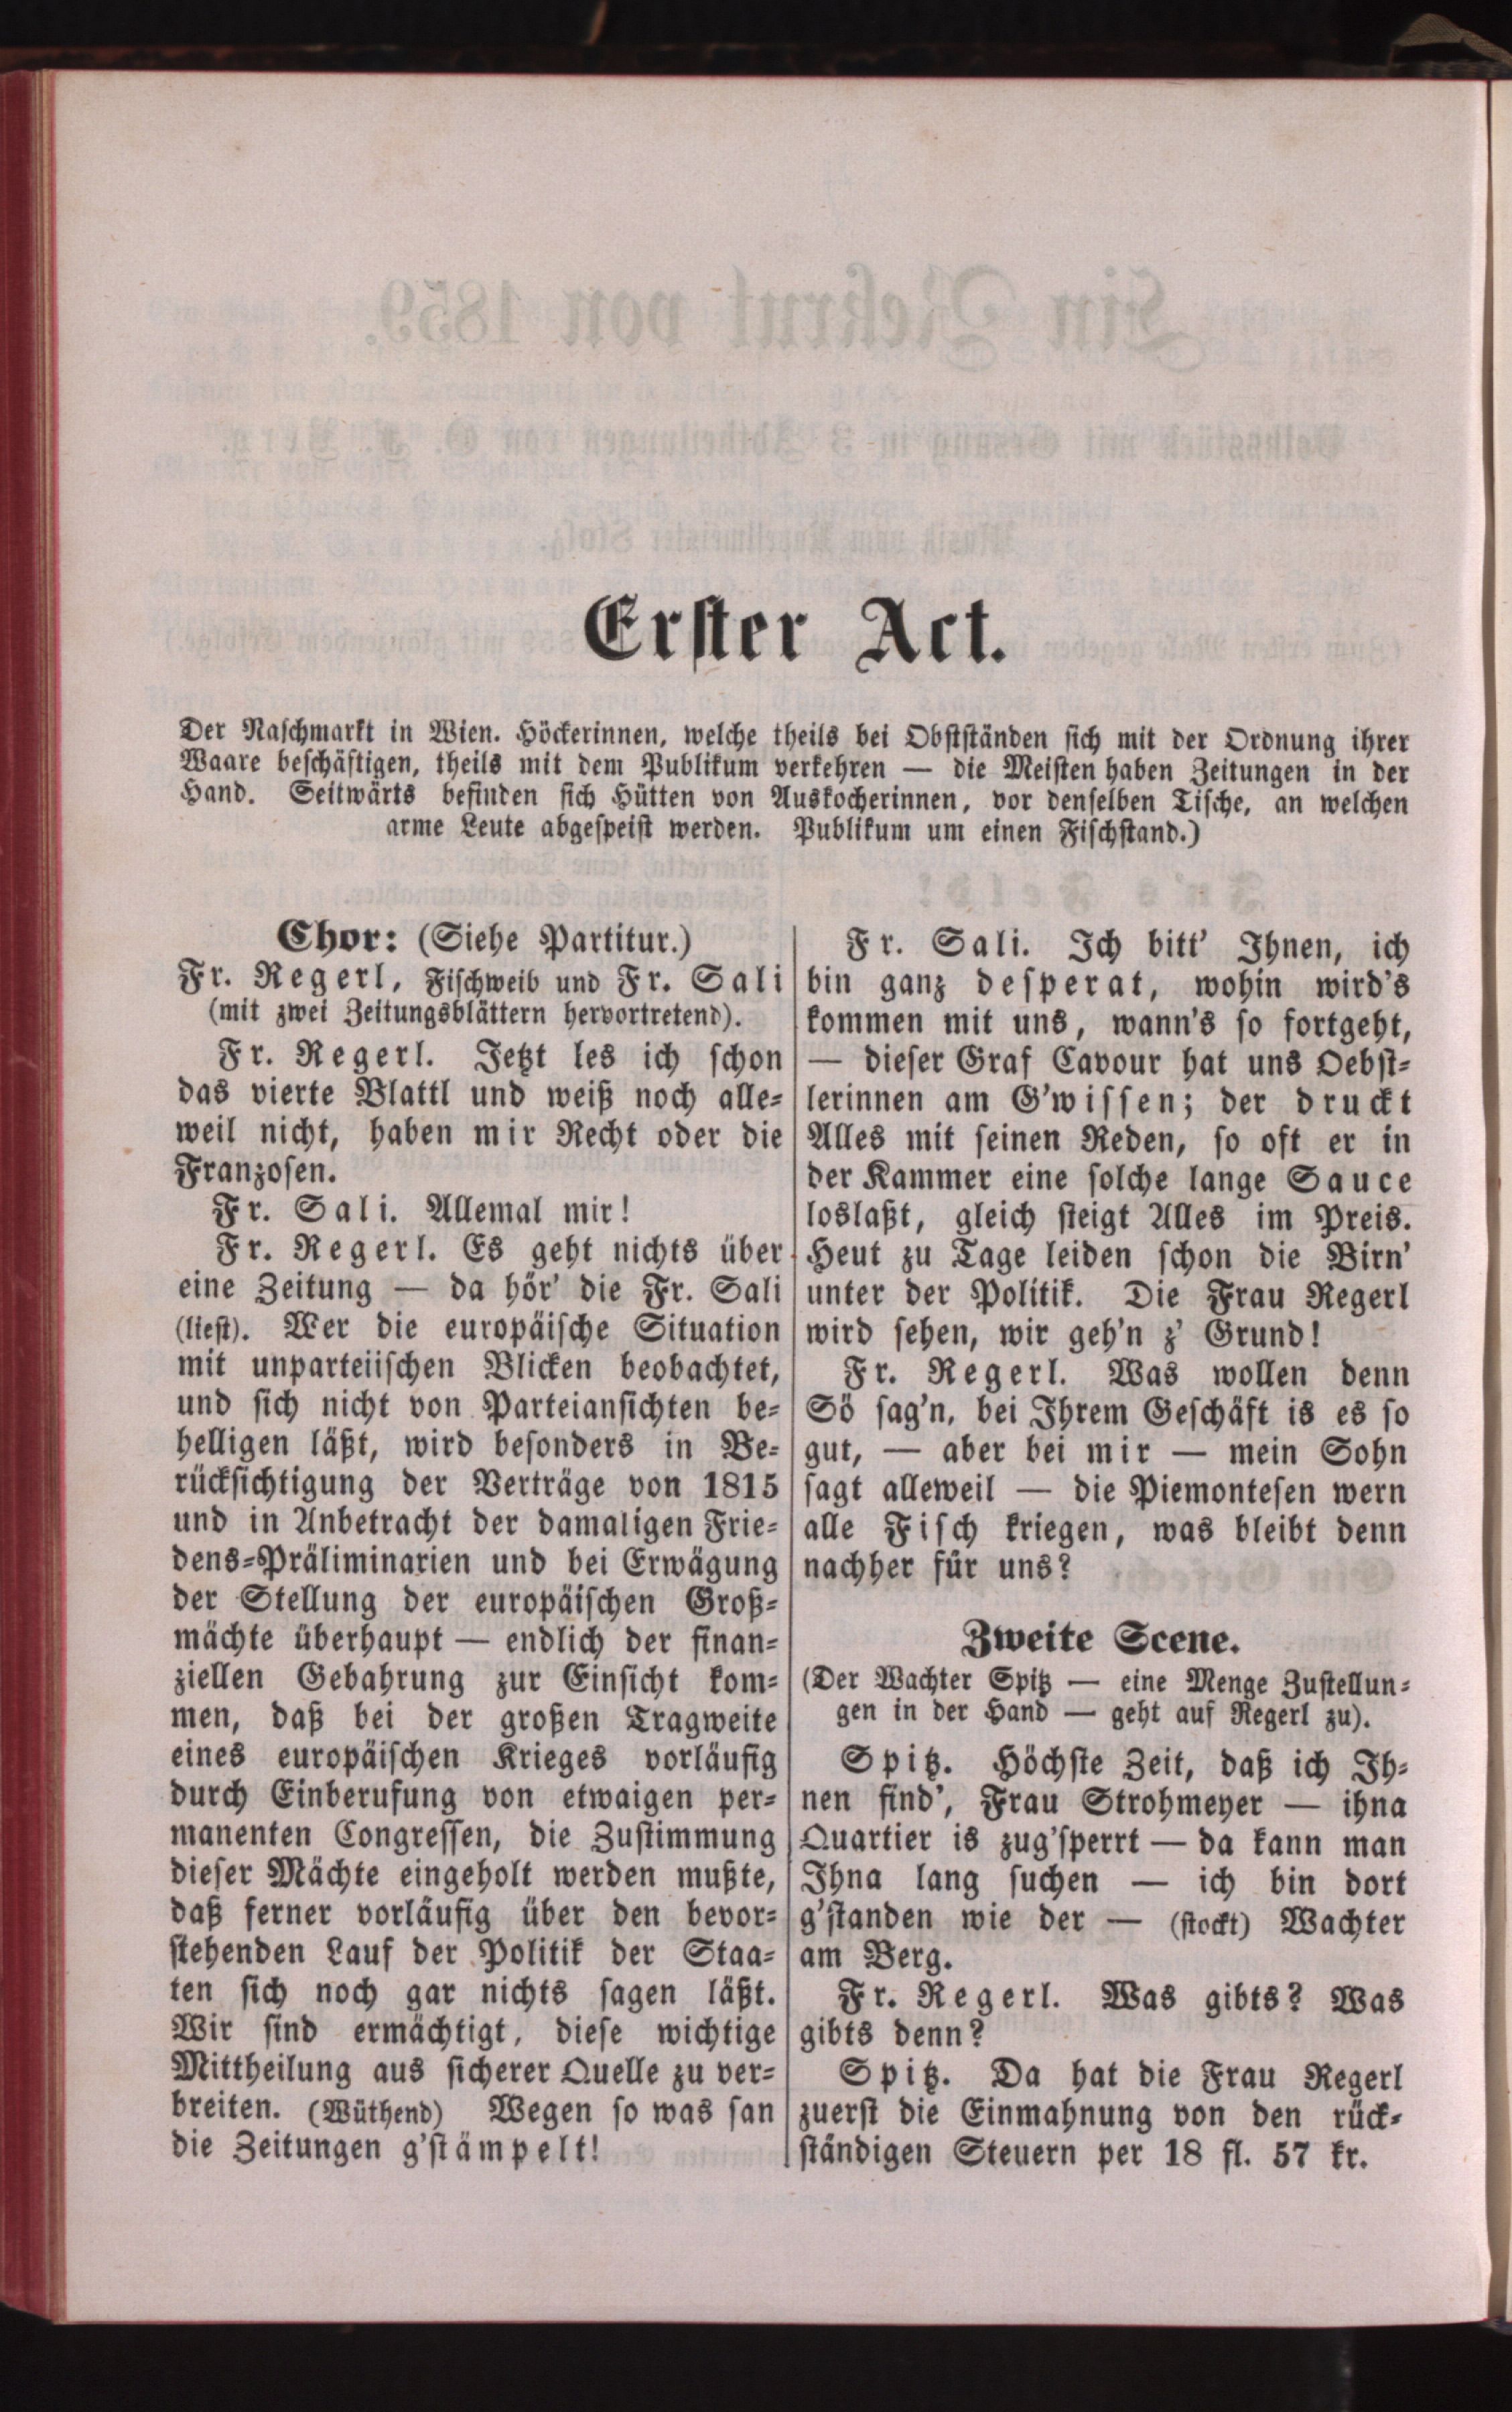 Erster Act.
Der Naschmarkt in Wien. Höckerinnen, welche theils bei Obstständen sich mit der Ordnung ihrer
Waare beschäftigen, theils mit dem Publikum verkehren — die Meisten haben Zeitungen in der
Hand. Seitwärts befinden sich Hütten von Auskocherinnen, vor denselben Tische, an welchen
arme Leute abgespeist werden. Publikum um einen Fischstand.)
Chor: (Siehe Partitur.)
Fr. Regerl, Fischweib und Fr. Sali
(mit zwei Zeitungsblättern hervortretend).
Fr. Regerl. Jetzt les ich schon
das vierte Blattl und weiß noch alle-
weil nicht, haben mir Recht oder die
Franzosen.
Fr. Sali. Allemal mir!
Fr. Regerl. Es geht nichts über
eine Zeitung — da hör' die Fr. Sali
(liest). Wer die europäische Situation
mit unparteiischen Blicken beobachtet,
und sich nicht von Parteiansichten be-
helligen läßt, wird besonders in Be-
rücksichtigung der Verträge von 1815
und in Anbetracht der damaligen Frie-
dens-Präliminarien und bei Erwägung
der Stellung der europäischen Groß-
mächte überhaupt — endlich der finan-
ziellen Gebahrung zur Einsicht kom-
men, daß bei der großen Tragweite
eines europäischen Krieges vorläufig
durch Einberufung von etwaigen per-
manenten Congressen, die Zustimmung
dieser Mächte eingeholt werden mußte,
daß ferner vorläufig über den bevor-
stehenden Lauf der Politik der Staa-
ten sich noch gar nichts sagen läßt.
Wir sind ermächtigt, diese wichtige
Mittheilung aus sicherer Quelle zu ver-
breiten. (Wüthend) Wegen so was san
die Zeitungen g'stämpelt!
Fr. Sali. Ich bitt' Ihnen, ich
bin ganz desperat, wohin wird's
kommen mit uns, wann's so fortgeht,
— dieser Graf Cavour hat uns Oebst-
lerinnen am G'wissen; der druckt
Alles mit seinen Reden, so oft er in
der Kammer eine solche lange Sauce
loslaßt, gleich steigt Alles im Preis.
Heut zu Tage leiden schon die Birn'
unter der Politik. Die Frau Regerl
wird sehen, wir geh'n z' Grund!
Fr. Regerl. Was wollen denn
Sö sag'n, bei Ihrem Geschäft is es so
gut, — aber bei mir — mein Sohn
sagt alleweil — die Piemontesen wern
alle Fisch kriegen, was bleibt denn
nachher für uns?
Zweite Scene.
(Der Wachter Spitz — eine Menge Zustellun-
gen in der Hand — geht auf Regerl zu).
Spitz. Höchste Zeit, daß ich Ih-
nen find', Frau Strohmeyer — ihna
Quartier is zug'sperrt — da kann man
Ihna lang suchen — ich bin dort
g'standen wie der — (stockt) Wachter
am Berg.
Fr. Regerl. Was gibts? Was
gibts denn?
Spitz. Da hat die Frau Regerl
zuerst die Einmahnung von den rück-
ständigen Steuern per 18 fl. 57 kr.